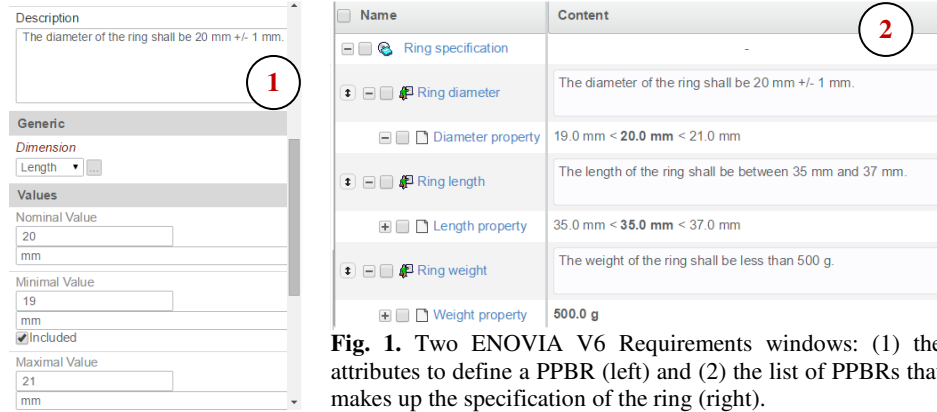 Description
The diameter of the ring shall be 20 mm +/- 1 mm.
1
Generic
Dimension
Length
...
Values
Nominal Value
20
mm
Minimal Value
19
mm
Included
Maximal Value
21
mm
Name Content
2
Ring specification -
Ring diameter The diameter of the ring shall be 20 mm +/- 1 mm.
Diameter property 19.0 mm < 20.0 mm < 21.0 mm
Ring length The length of the ring shall be between 35 mm and 37 mm.
Length property 35.0 mm < 35.0 mm < 37.0 mm
Ring weight The weight of the ring shall be less than 500 g.
Weight property 500.0 g
Fig. 1. Two ENOVIA V6 Requirements windows: (1) the
attributes to define a PPBR (left) and (2) the list of PPBRs that
makes up the specification of the ring (right).